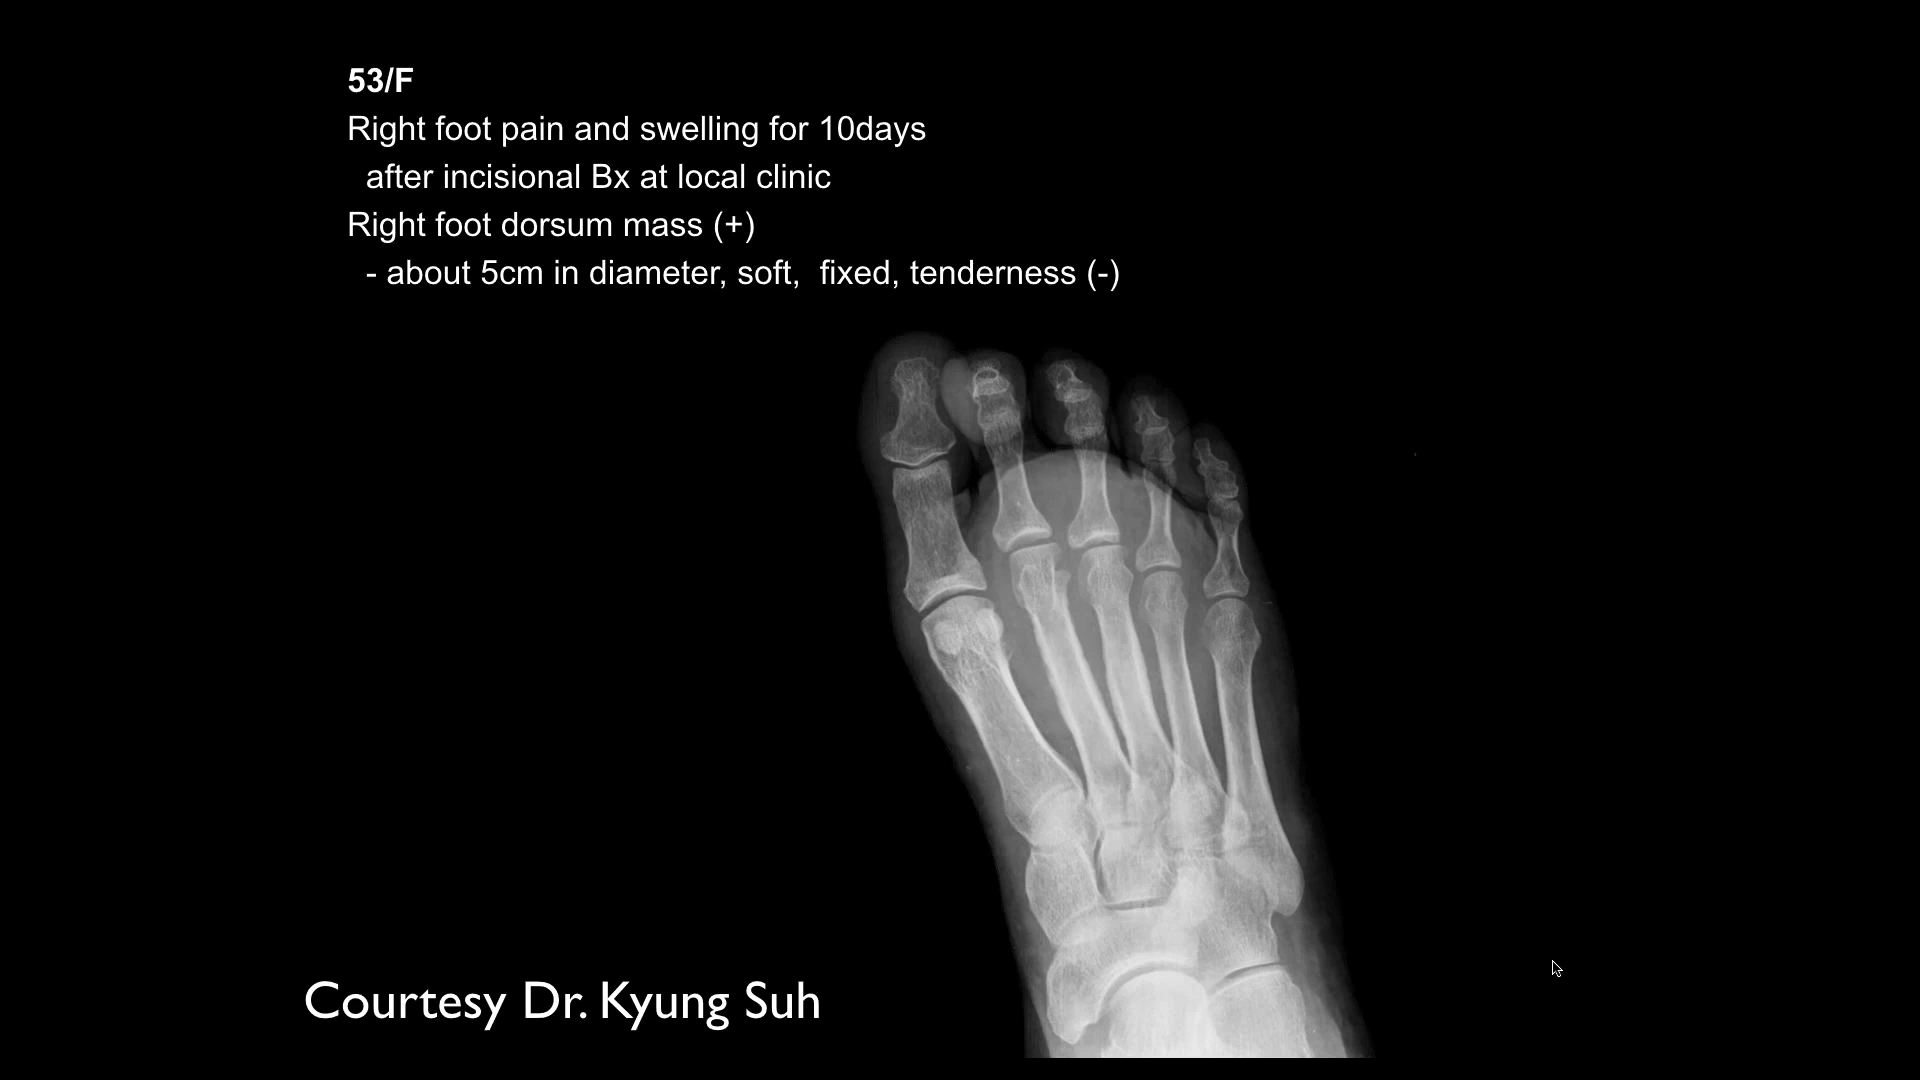 53/F
Right foot pain and swelling for 10days
after incisional Bx at local clinic
Right foot dorsum mass (+)
- about 5cm in diameter, soft, fixed, tenderness (-)
Courtesy Dr. Kyung Suh